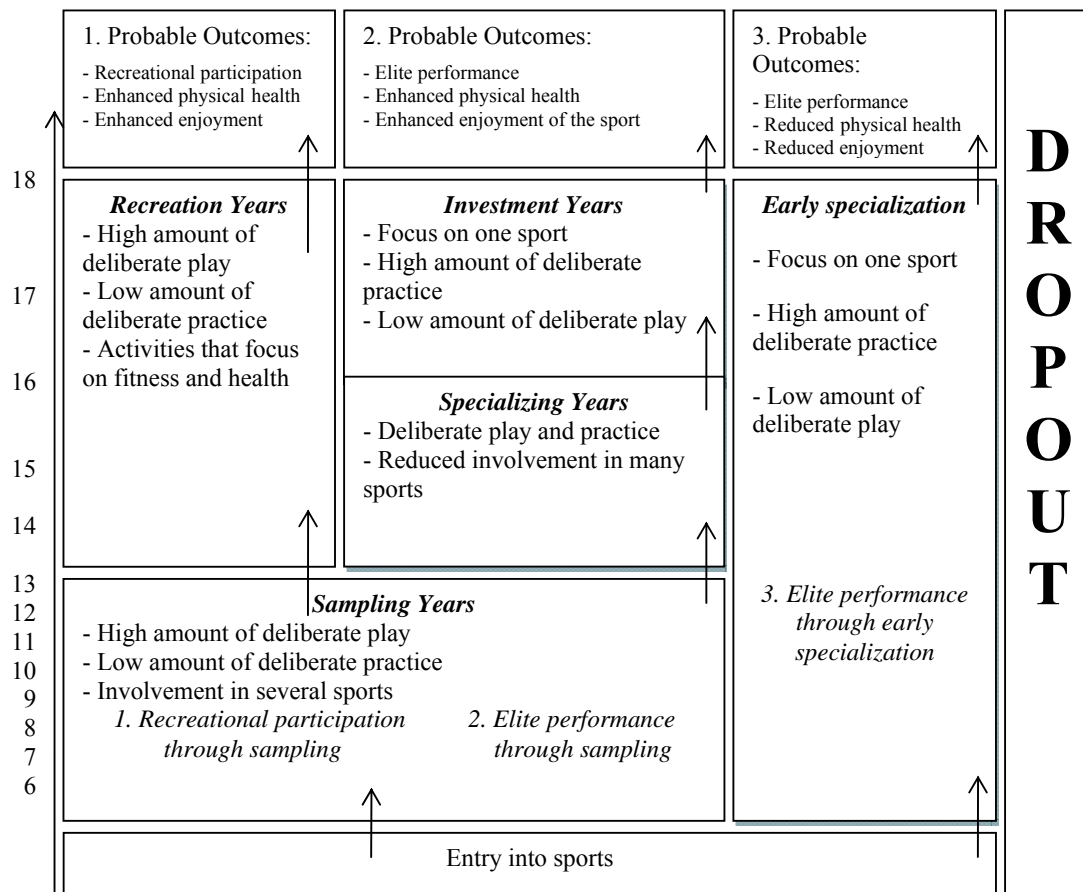 1. Probable Outcomes:
- Recreational participation
- Enhanced physical health
- Enhanced enjoyment
2. Probable Outcomes:
- Elite performance
- Enhanced physical health
- Enhanced enjoyment of the sport
3. Probable
Outcomes:
- Elite performance
- Reduced physical health
- Reduced enjoyment
D
R
O
P
O
U
T
18
17
16
15
14
13
12
11
10
9
8
7
6
Recreation Years
- High amount of
deliberate play
- Low amount of
deliberate practice
- Activities that focus
on fitness and health
Investment Years
- Focus on one sport
- High amount of deliberate
practice
- Low amount of deliberate play
Specializing Years
- Deliberate play and practice
- Reduced involvement in many
sports
Early specialization
- Focus on one sport
- High amount of
deliberate practice
- Low amount of
deliberate play
3. Elite performance
through early
specialization
Sampling Years
- High amount of deliberate play
- Low amount of deliberate practice
- Involvement in several sports
1. Recreational participation
through sampling
2. Elite performance
through sampling
Entry into sports